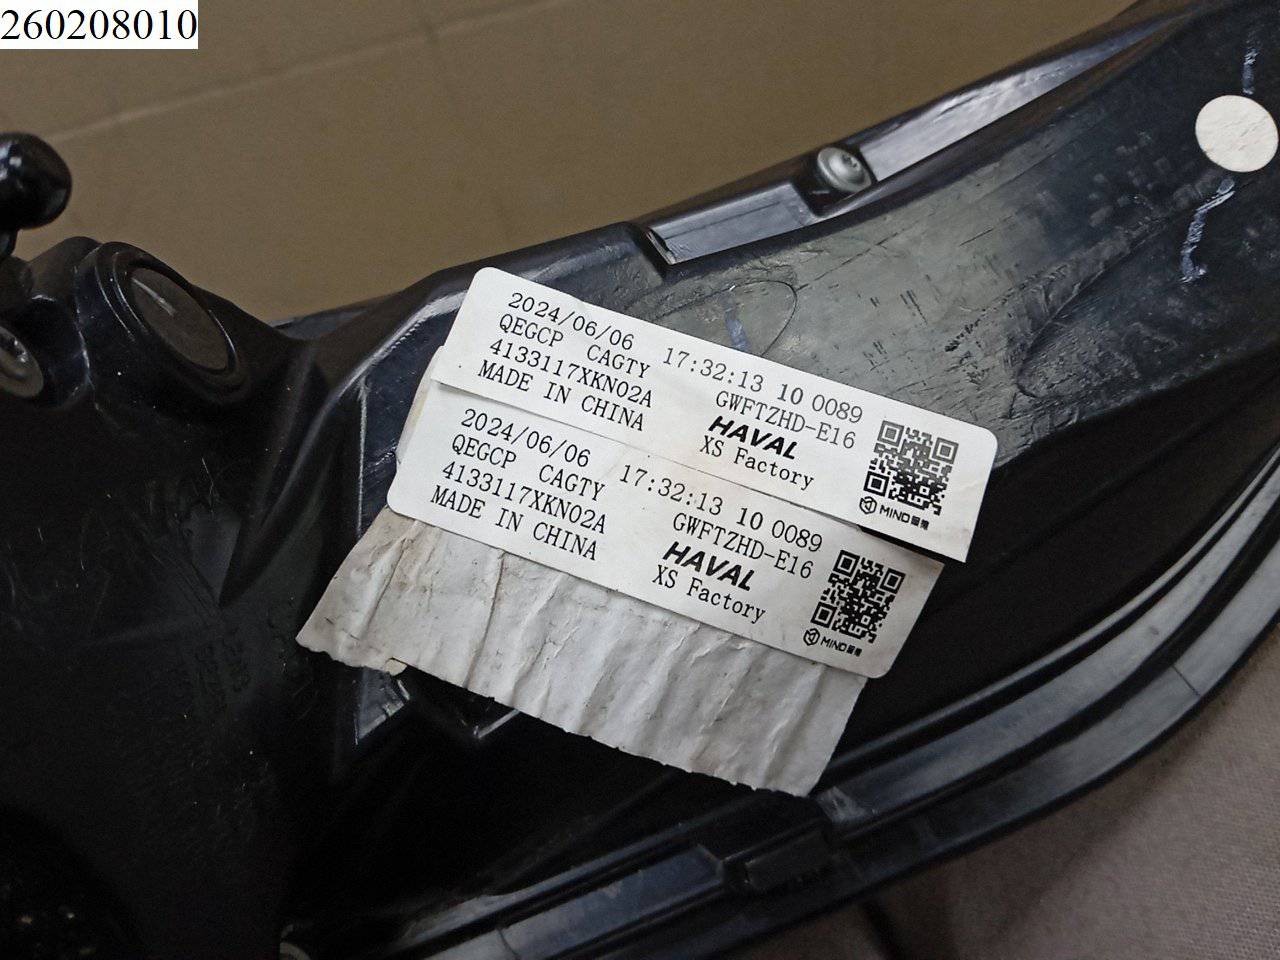 260208010
2024/06/06 17:32:13 10 0089
QEGCP CAGTY GWFTZHD-E16
4133117XKN02A HAVAL
MADE IN CHINA XS Factory
MIND
2024/06/06 17:32:13 10 0089
QEGCP CAGTY GWFTZHD-E16
4133117XKN02A HAVAL
MADE IN CHINA XS Factory
MIND